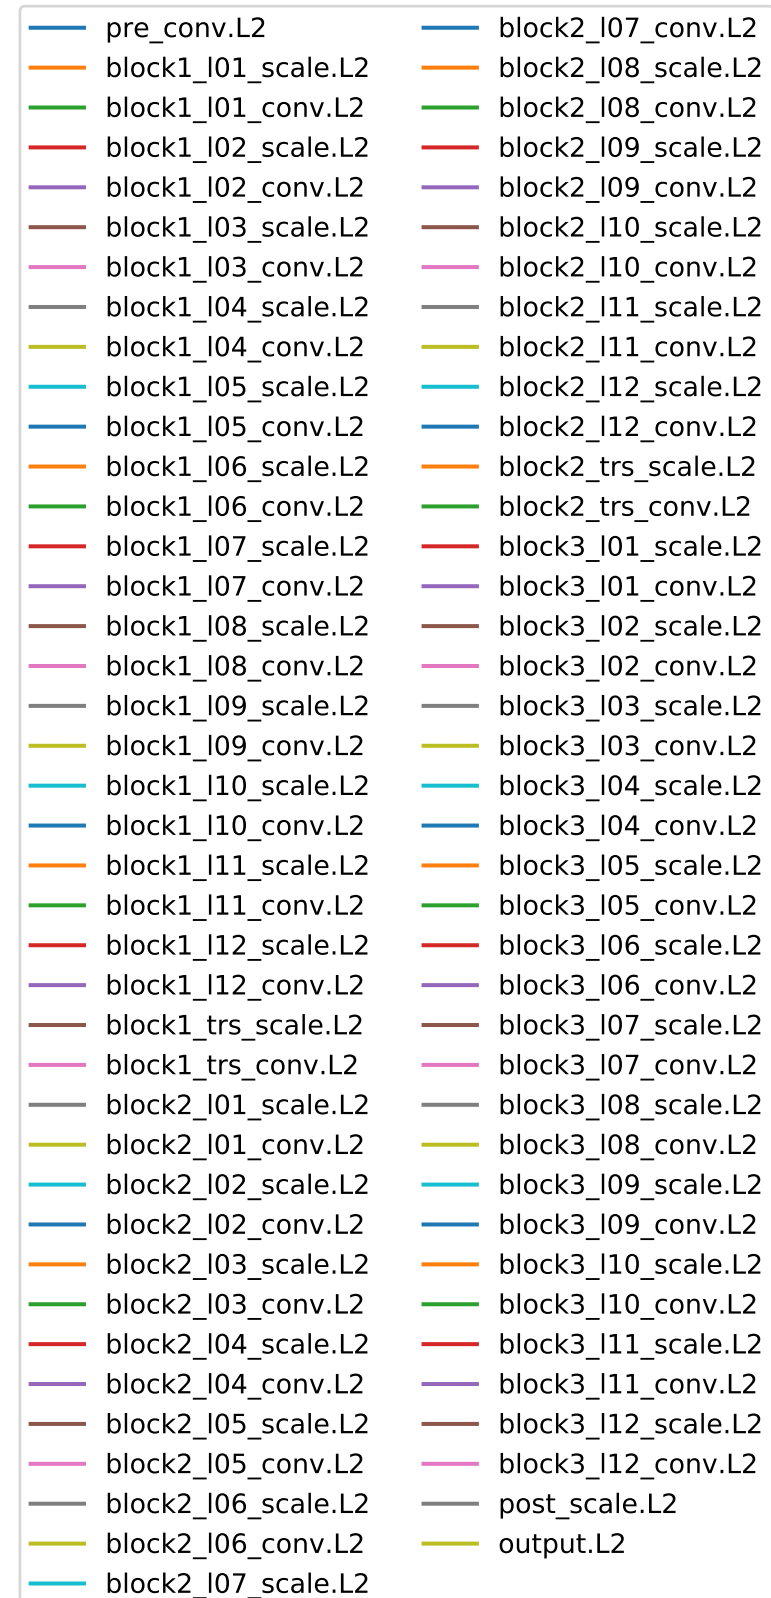 pre_conv.L2
block1_l01_scale.L2
block1_l01_conv.L2
block1_l02_scale.L2
block1_l02_conv.L2
block1_l03_scale.L2
block1_l03_conv.L2
block1_l04_scale.L2
block1_l04_conv.L2
block1_l05_scale.L2
block1_l05_conv.L2
block1_l06_scale.L2
block1_l06_conv.L2
block1_l07_scale.L2
block1_l07_conv.L2
block1_l08_scale.L2
block1_l08_conv.L2
block1_l09_scale.L2
block1_l09_conv.L2
block1_l10_scale.L2
block1_l10_conv.L2
block1_l11_scale.L2
block1_l11_conv.L2
block1_l12_scale.L2
block1_l12_conv.L2
block1_trs_scale.L2
block1_trs_conv.L2
block2_l01_scale.L2
block2_l01_conv.L2
block2_l02_scale.L2
block2_l02_conv.L2
block2_l03_scale.L2
block2_l03_conv.L2
block2_l04_scale.L2
block2_l04_conv.L2
block2_l05_scale.L2
block2_l05_conv.L2
block2_l06_scale.L2
block2_l06_conv.L2
block2_l07_scale.L2
block2_l07_conv.L2
block2_l08_scale.L2
block2_l08_conv.L2
block2_l09_scale.L2
block2_l09_conv.L2
block2_l10_scale.L2
block2_l10_conv.L2
block2_l11_scale.L2
block2_l11_conv.L2
block2_l12_scale.L2
block2_l12_conv.L2
block2_trs_scale.L2
block2_trs_conv.L2
block3_l01_scale.L2
block3_l01_conv.L2
block3_l02_scale.L2
block3_l02_conv.L2
block3_l03_scale.L2
block3_l03_conv.L2
block3_l04_scale.L2
block3_l04_conv.L2
block3_l05_scale.L2
block3_l05_conv.L2
block3_l06_scale.L2
block3_l06_conv.L2
block3_l07_scale.L2
block3_l07_conv.L2
block3_l08_scale.L2
block3_l08_conv.L2
block3_l09_scale.L2
block3_l09_conv.L2
block3_l10_scale.L2
block3_l10_conv.L2
block3_l11_scale.L2
block3_l11_conv.L2
block3_l12_scale.L2
block3_l12_conv.L2
post_scale.L2
output.L2